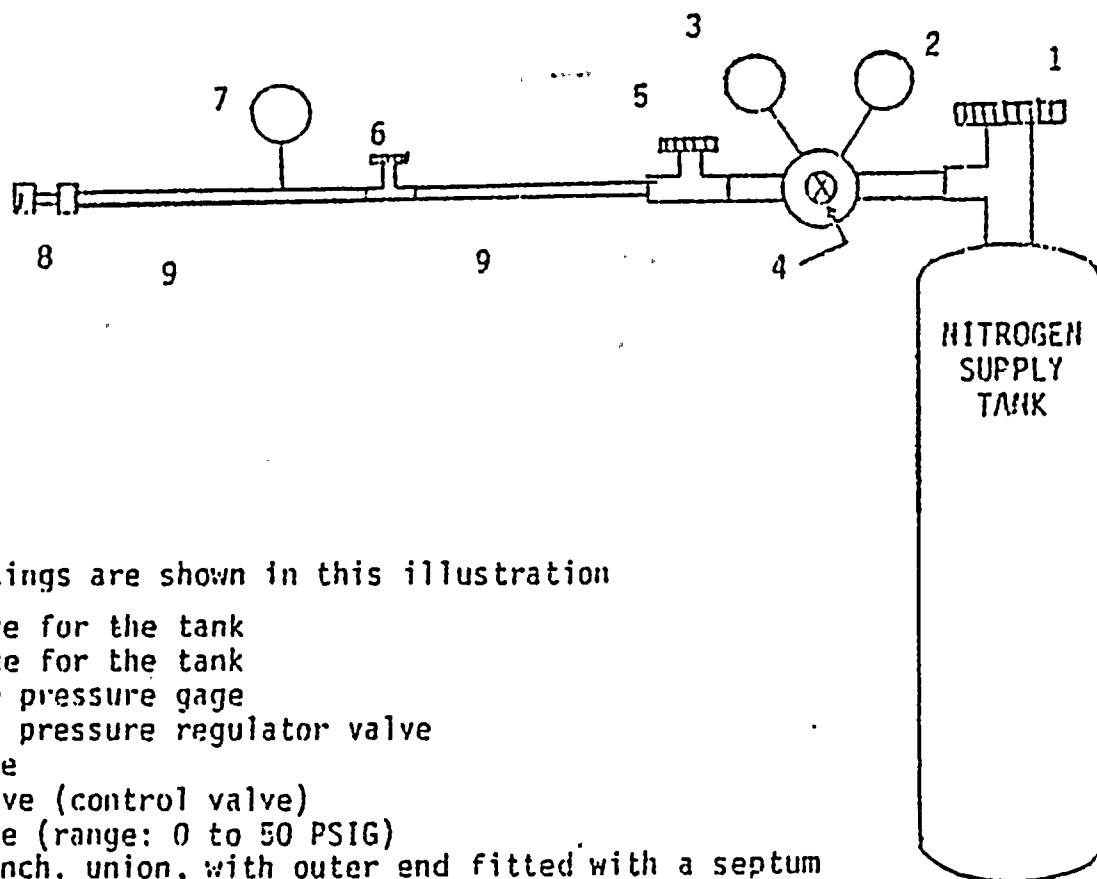 3
2
1
7
5
6
8
9
9
4
NITROGEN
SUPPLY
TANK
ings are shown in this illustration
e for the tank
e for the tank
pressure gage
pressure regulator valve
e
ve (control valve)
e (range: 0 to 50 PSIG)
nch, union, with outer end fitted with a septum